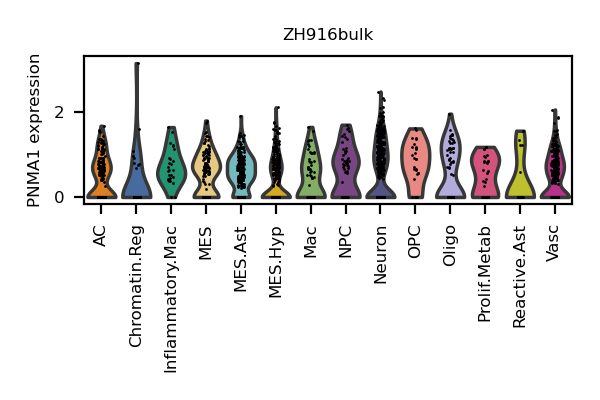 ZH916bulk
PNMA1 expression
2
0
AC
Chromatin.Reg
Inflammatory.Mac
MES
MES.Ast
MES.Hyp
Mac
NPC
Neuron
OPC
Oligo
Prolif.Metab
Reactive.Ast
Vasc